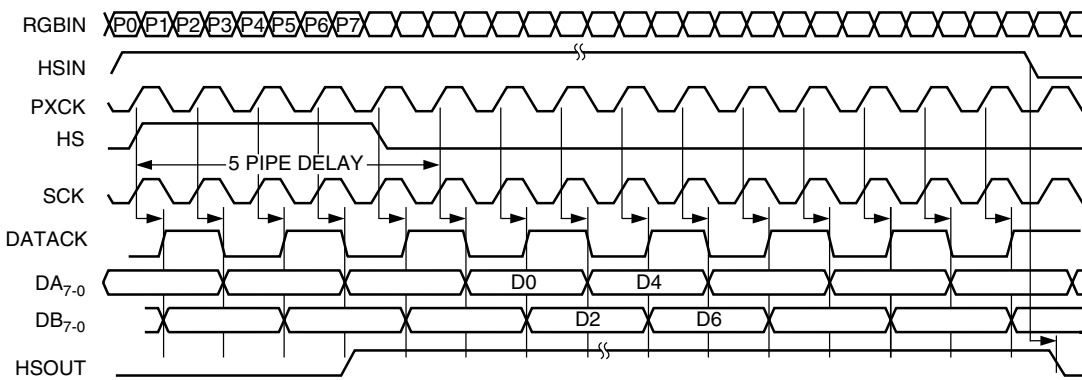 RGBIN P0 P1 P2 P3 P4 P5 P6 P7
HSIN
PXCK
HS
5 PIPE DELAY
SCK
DATACK
DA7-0 D0 D4
DB7-0 D2 D6
HSOUT